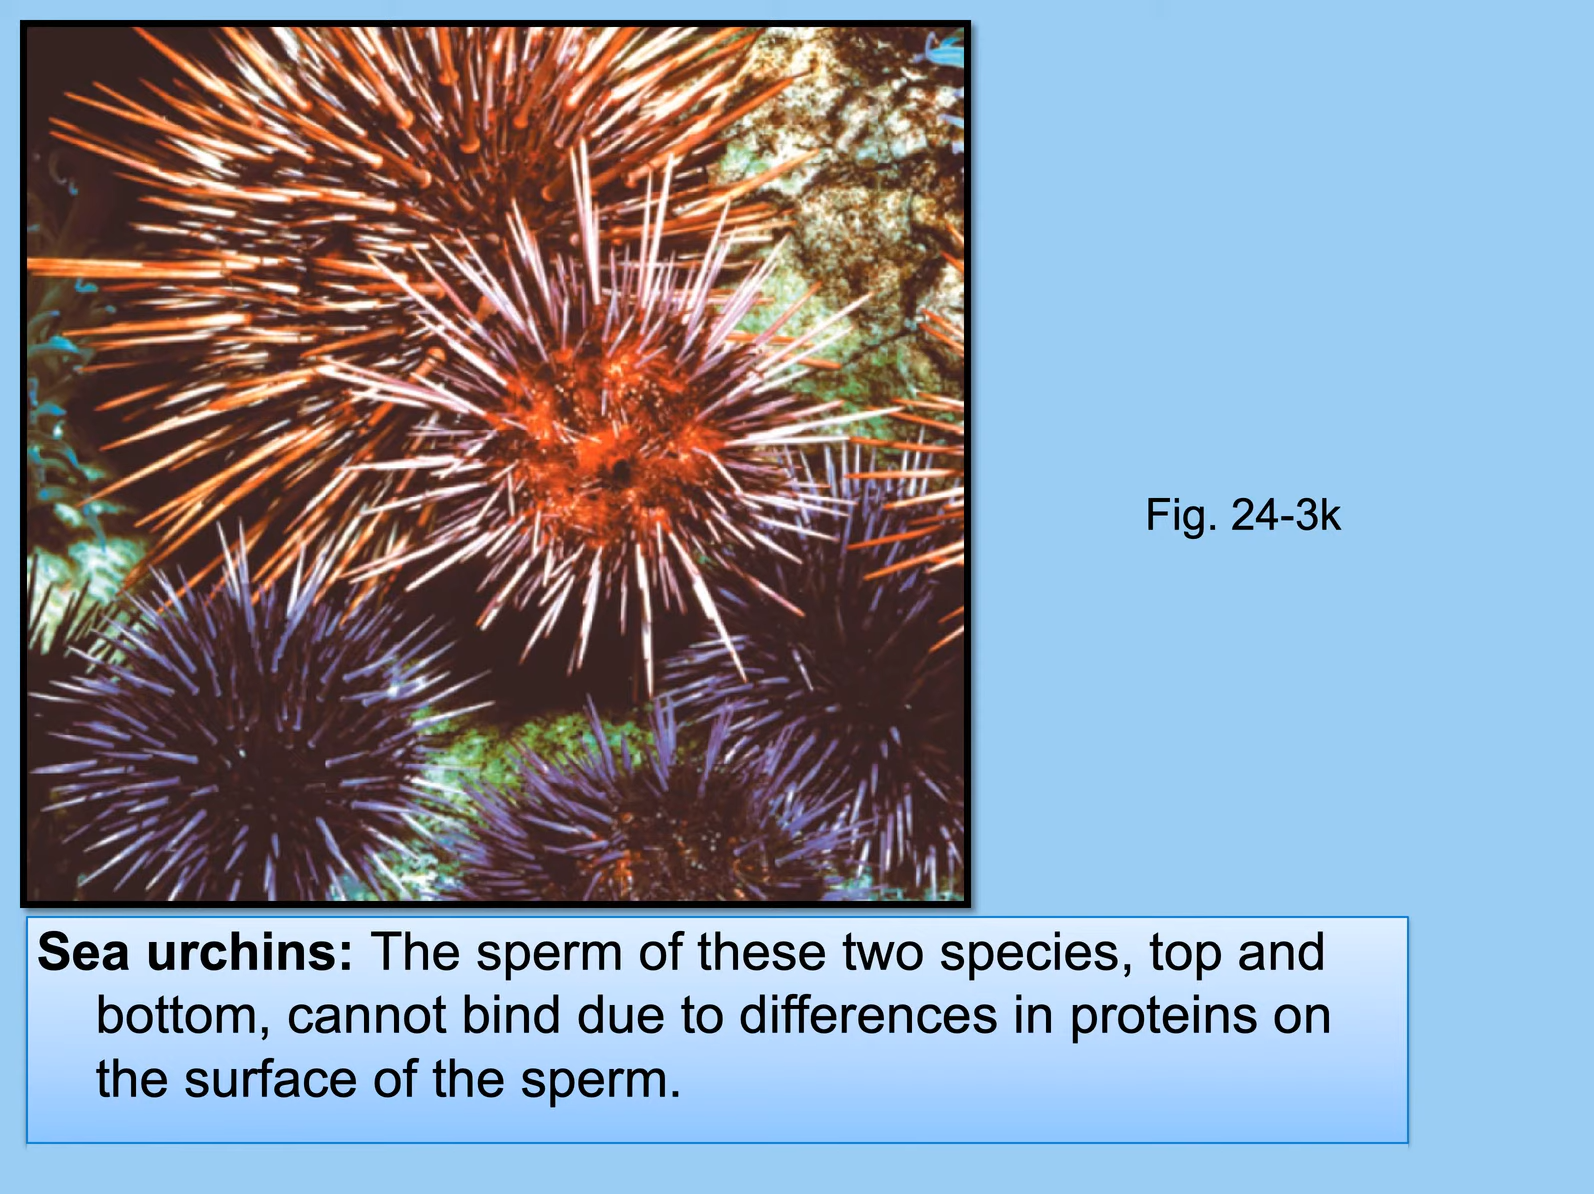 Fig. 24-3k
Sea urchins: The sperm of these two species, top and
bottom, cannot bind due to differences in proteins on
the surface of the sperm.